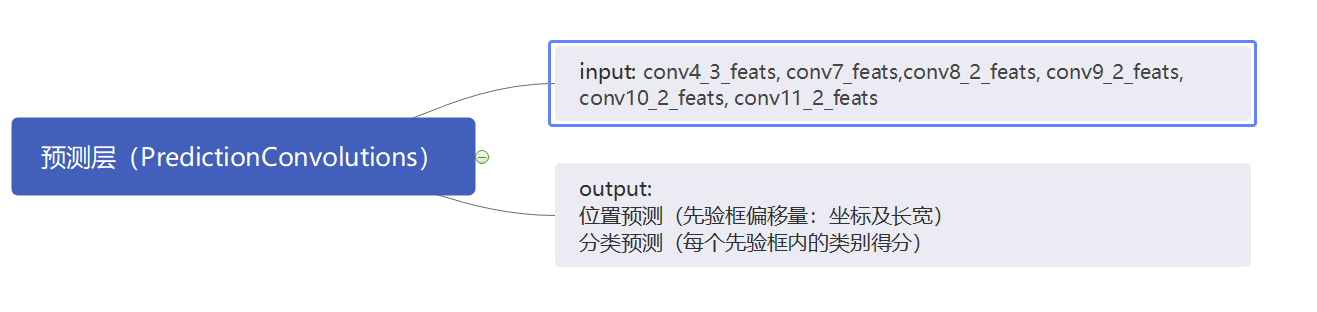 预测层（PredictionConvolutions）
input: conv4_3_feats, conv7_feats,conv8_2_feats, conv9_2_feats,
conv10_2_feats, conv11_2_feats
output:
位置预测（先验框偏移量：坐标及长宽）
分类预测（每个先验框内的类别得分）